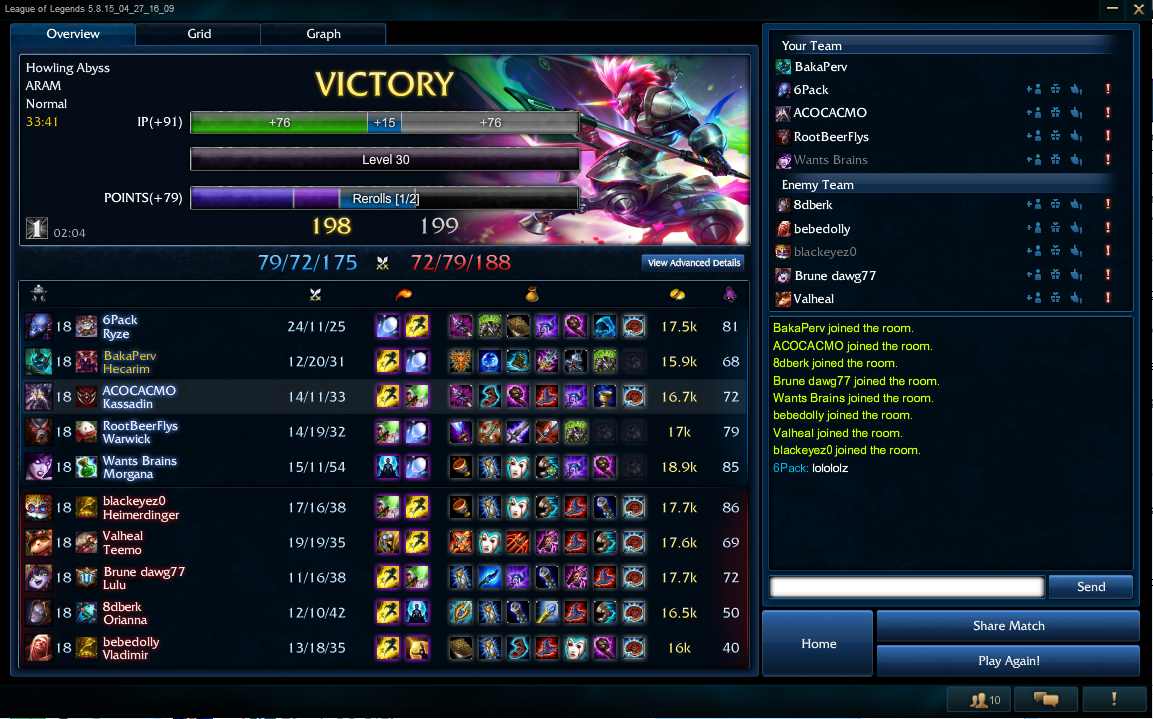 League of Legends 5.8.15_04_27_16_09
Overview Grid Graph
Howling Abyss
ARAM
Normal
33:41
VICTORY
IP(+91) +76 +15 +76
Level 30
POINTS(+79) Rerolls [1/2]
198 199
1 02:04
79/72/175 72/79/188 View Advanced Details
18 6Pack
Ryze 24/11/25 17.5k 81
18 BakaPerv
Hecarim 12/20/31 15.9k 68
18 ACOCACMO
Kassadin 14/11/33 16.7k 72
18 RootBeerFlys
Warwick 14/19/32 17k 79
18 Wants Brains
Morgana 15/11/54 18.9k 85
18 blackeyez0
Heimerdinger 17/16/38 17.7k 86
18 Valheal
Teemo 19/19/35 17.6k 69
18 Brune dawg77
Lulu 11/16/38 17.7k 72
18 8dberk
Orianna 12/10/42 16.5k 50
18 bebedolly
Vladimir 13/18/35 16k 40
Your Team
BakaPerv
6Pack
ACOCACMO
RootBeerFlys
Wants Brains
Enemy Team
8dberk
bebedolly
blackeyez0
Brune dawg77
Valheal
BakaPerv joined the room.
ACOCACMO joined the room.
8dberk joined the room.
Brune dawg77 joined the room.
Wants Brains joined the room.
bebedolly joined the room.
Valheal joined the room.
blackeyez0 joined the room.
6Pack: lolololz
Send
Home
Share Match
Play Again!
10